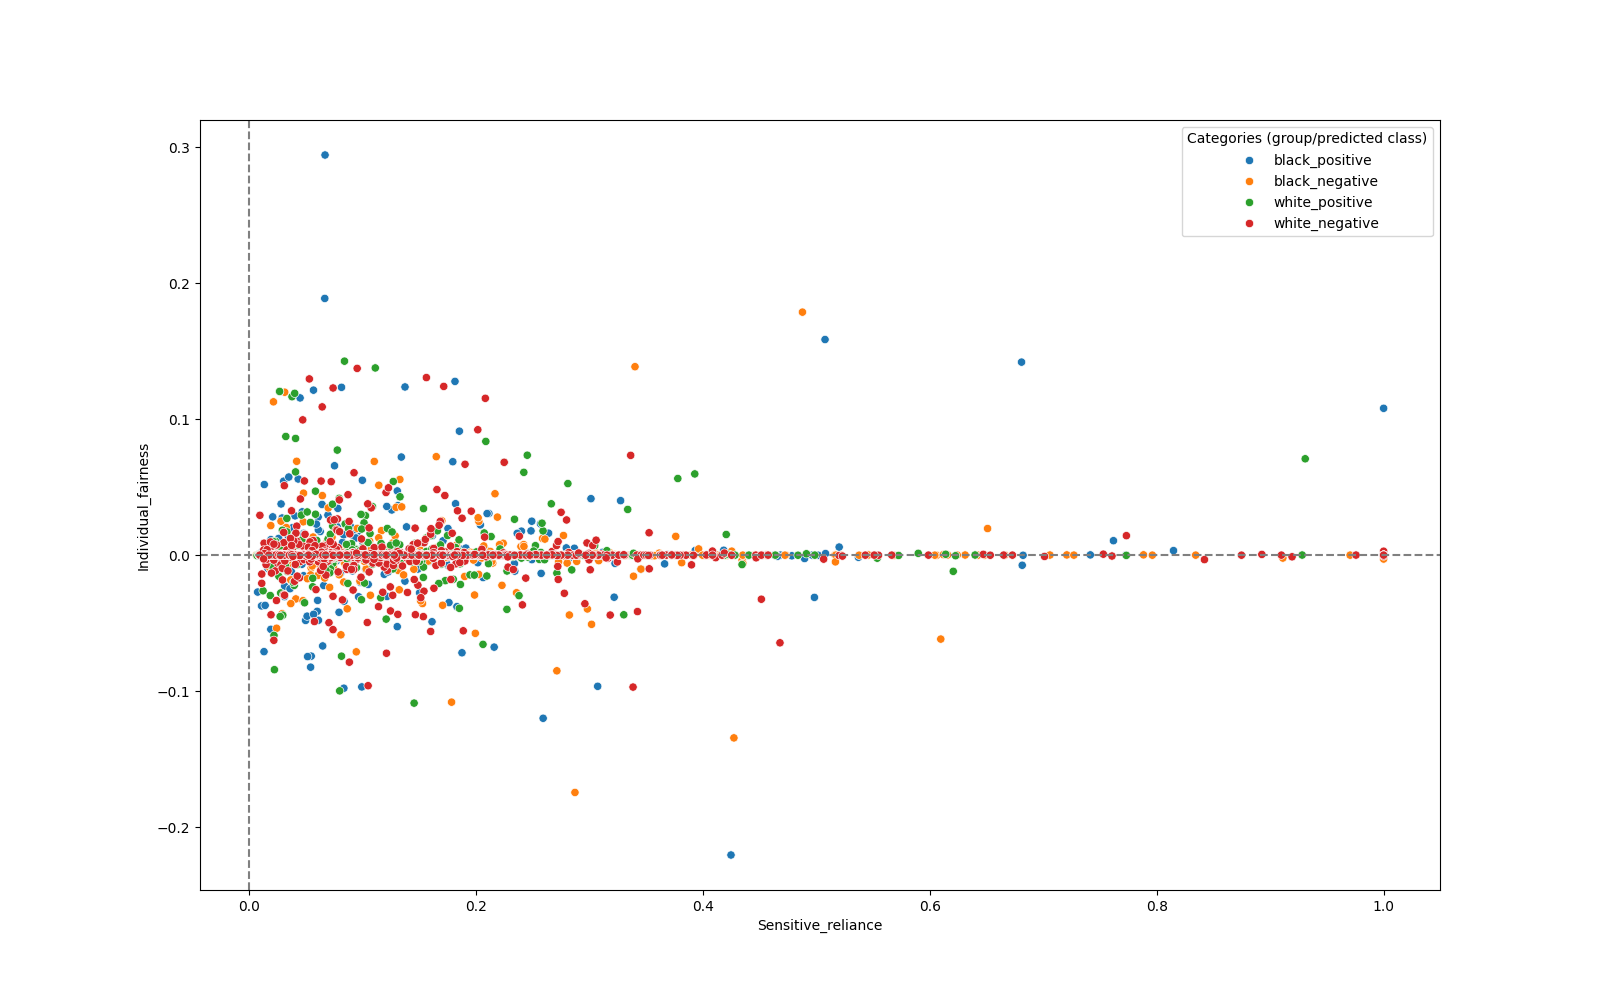 Categories (group/predicted class)
black_positive
black_negative
white_positive
white_negative
0.3
0.2
0.1
0.0
−0.1
−0.2
Individual_fairness
0.0 0.2 0.4 0.6 0.8 1.0
Sensitive_reliance